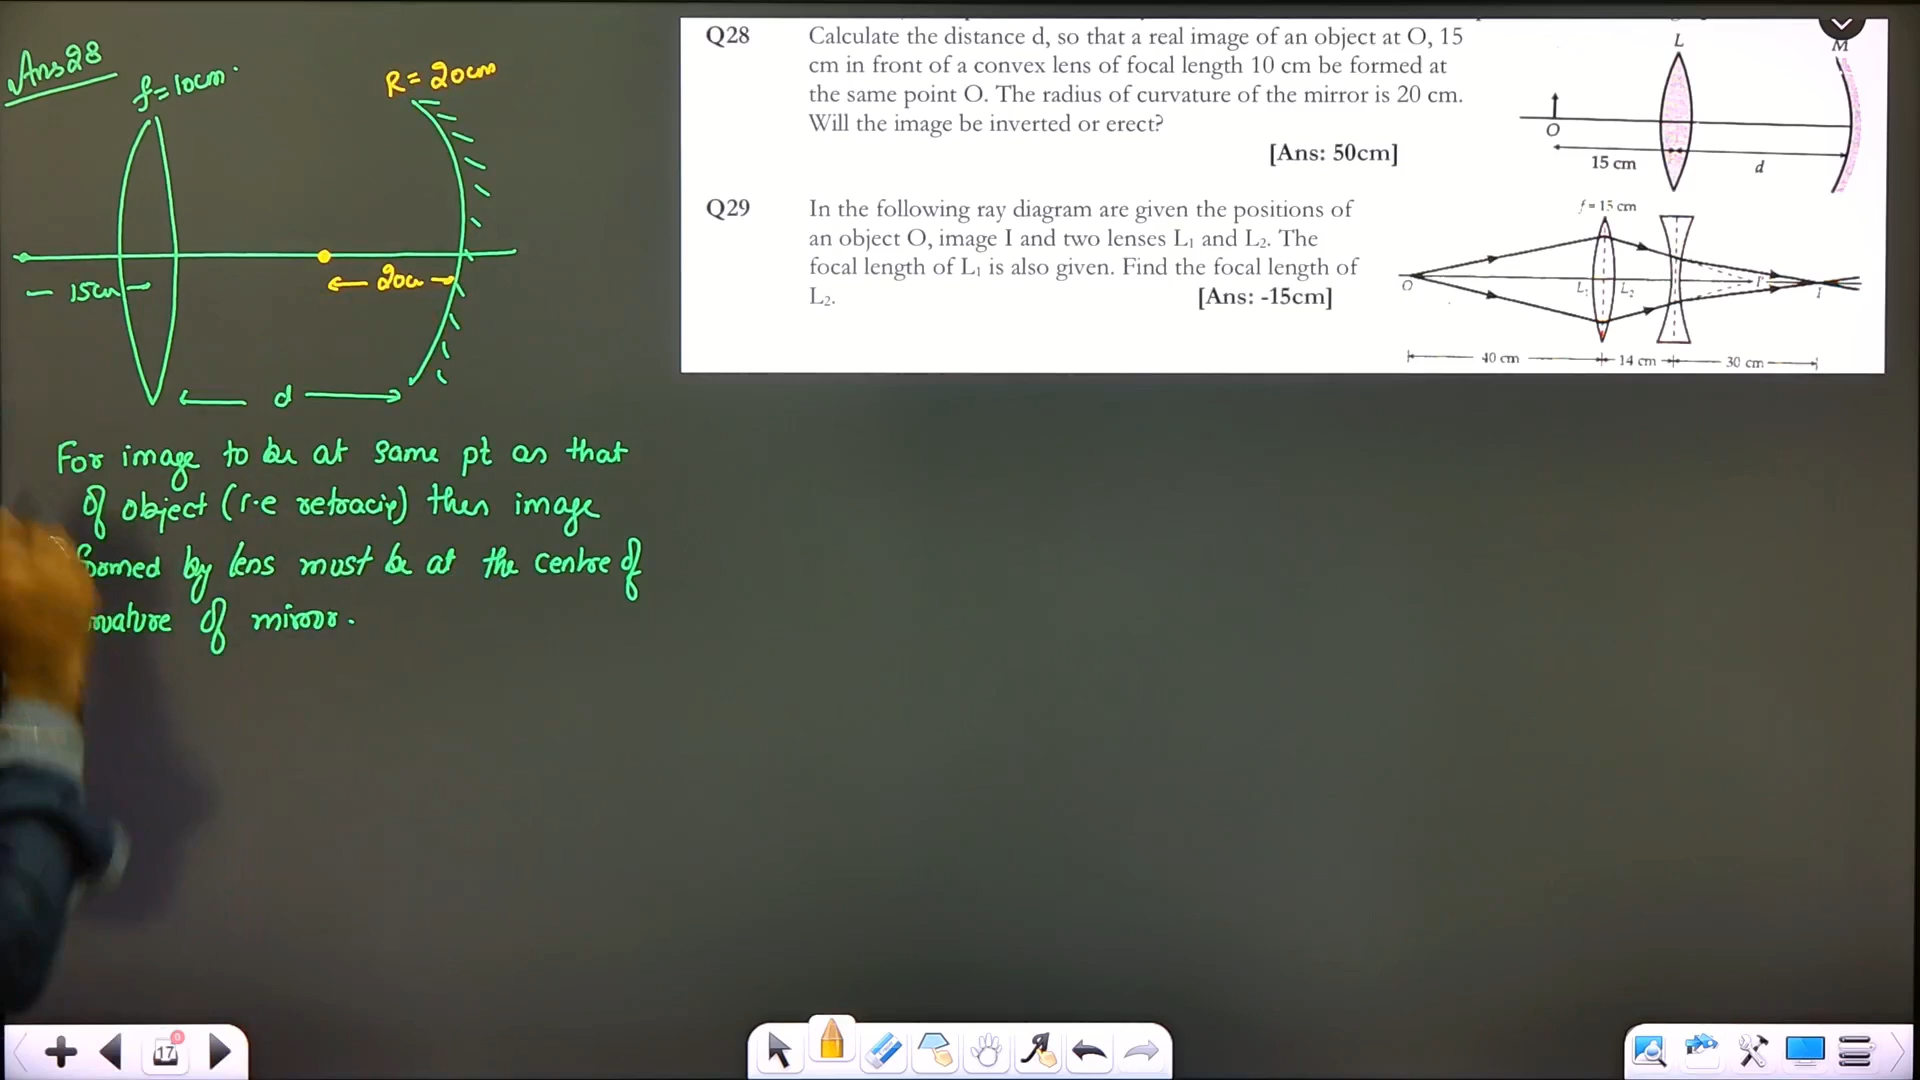 Ans 28
f=10cm.
R=20cm
15cm
20cm
d
For image to be at same pt as that
of object (i.e retracip) then image
formed by lens must be at the centre of
of mirror.
Q28 Calculate the distance d, so that a real image of an object at O, 15
cm in front of a convex lens of focal length 10 cm be formed at
the same point O. The radius of curvature of the mirror is 20 cm.
Will the image be inverted or erect?
[Ans: 50cm]
L
M
O
15 cm
d
Q29 In the following ray diagram are given the positions of
an object O, image I and two lenses L₁ and L₂. The
focal length of L₁ is also given. Find the focal length of
L₂. [Ans: -15cm]
f = 15 cm
O
L₁
L₂
I'
I
40 cm
14 cm
30 cm
17
0